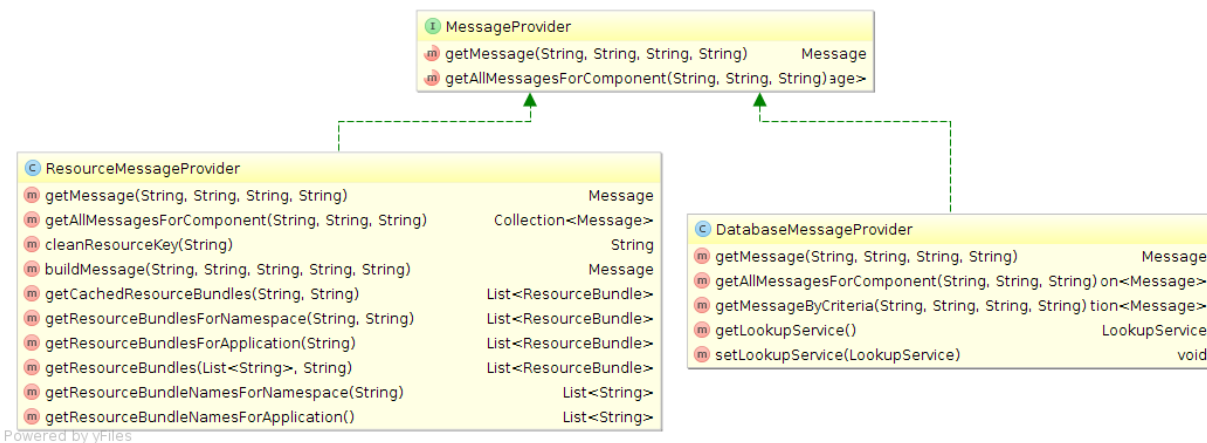 I MessageProvider
m getMessage(String, String, String, String) Message
m getAllMessagesForComponent(String, String, String) age>
C ResourceMessageProvider
m getMessage(String, String, String, String) Message
m getAllMessagesForComponent(String, String, String) Collection<Message>
m cleanResourceKey(String) String
m buildMessage(String, String, String, String, String) Message
m getCachedResourceBundles(String, String) List<ResourceBundle>
m getResourceBundlesForNamespace(String, String) List<ResourceBundle>
m getResourceBundlesForApplication(String) List<ResourceBundle>
m getResourceBundles(List<String>, String) List<ResourceBundle>
m getResourceBundleNamesForNamespace(String) List<String>
m getResourceBundleNamesForApplication() List<String>
C DatabaseMessageProvider
m getMessage(String, String, String, String) Message
m getAllMessagesForComponent(String, String, String) on<Message>
m getMessageByCriteria(String, String, String, String) tion<Message>
m getLookupService() LookupService
m setLookupService(LookupService) void
Powered by yFiles